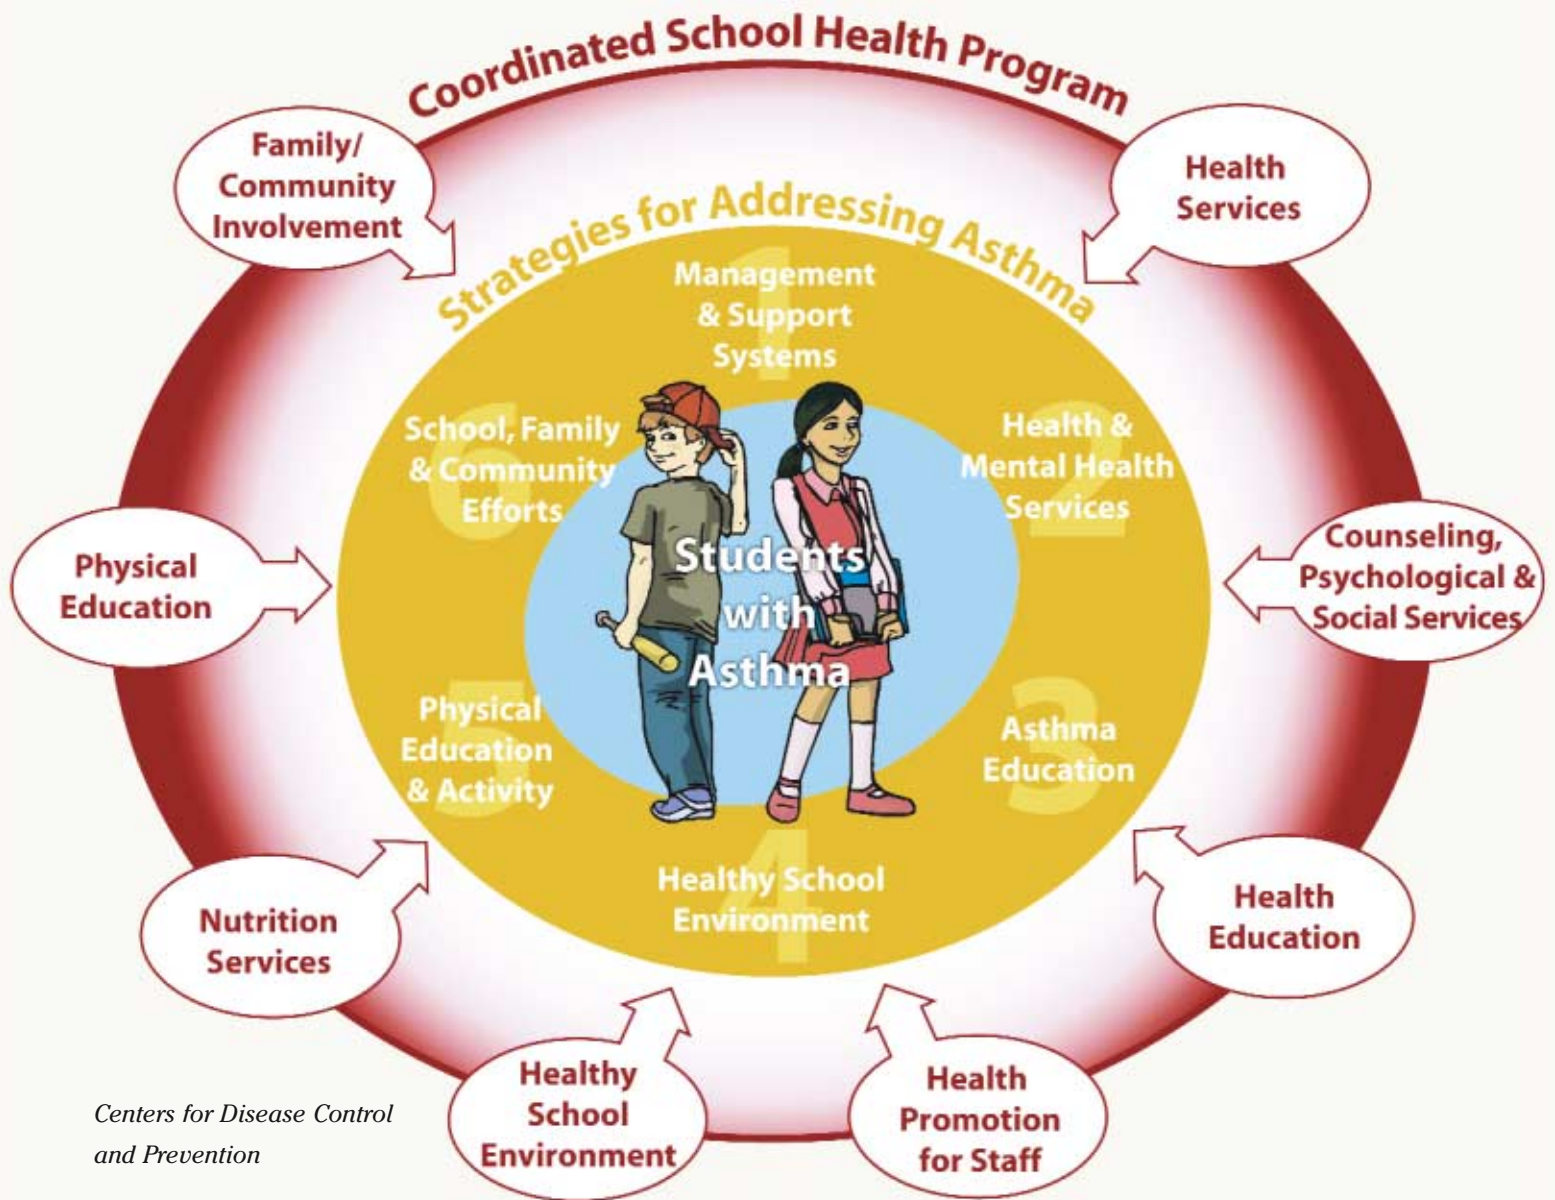 Coordinated School Health Program
Family/
Community
Involvement
Health
Services
Strategies for Addressing Asthma
1
Management
& Support
Systems
6
School, Family
& Community
Efforts
2
Health &
Mental Health
Services
Students
with
Asthma
Physical
Education
Counseling,
Psychological &
Social Services
5
Physical
Education
& Activity
3
Asthma
Education
4
Healthy School
Environment
Nutrition
Services
Health
Education
Healthy
School
Environment
Health
Promotion
for Staff
Centers for Disease Control
and Prevention